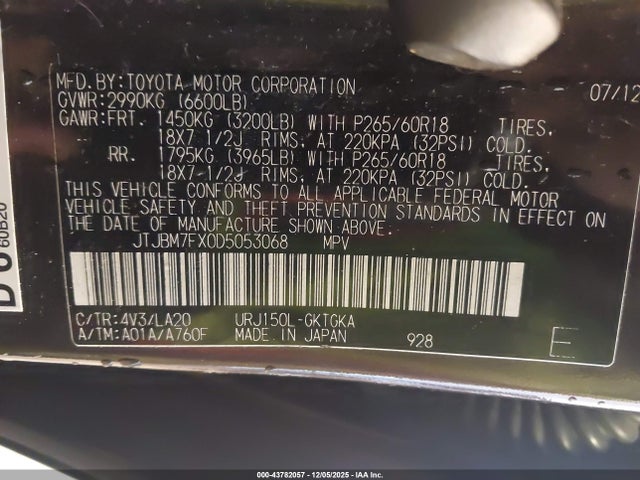 MFD.BY:TOYOTA MOTOR CORPORATION 07/12
GVWR:2990KG (6600LB)
GAWR:FRT. 1450KG (3200LB) WITH P265/60R18 TIRES,
18X7-1/2J RIMS, AT 220KPA (32PSI) COLD.
RR. 1795KG (3965LB) WITH P265/60R18 TIRES,
18X7-1/2J RIMS, AT 220KPA (32PSI) COLD.
THIS VEHICLE CONFORMS TO ALL APPLICABLE FEDERAL MOTOR
VEHICLE SAFETY AND THEFT PREVENTION STANDARDS IN EFFECT ON
THE DATE OF MANUFACTURE SHOWN ABOVE.
JTJBM7FX0D5053068 MPV
C/TR:4V3/LA20 URJ150L-GKTGKA
A/TM:A01A/A760F MADE IN JAPAN 928 E
60B20
000-43782057 - 12/05/2025 - IAA Inc.